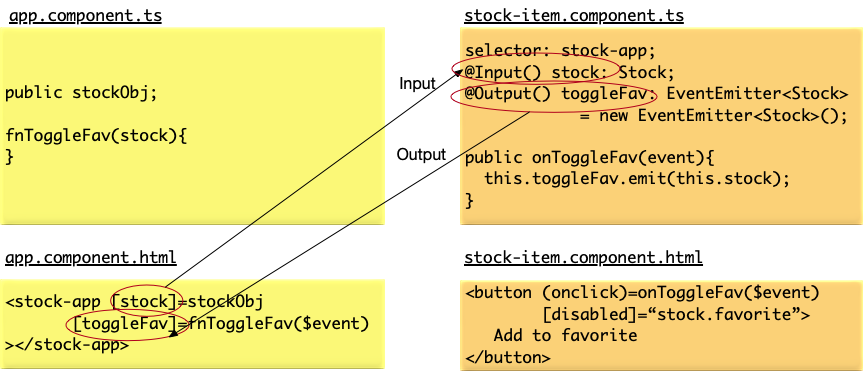 app.component.ts
public stockObj;
fnToggleFav(stock){
}
Input
Output
stock-item.component.ts
selector: stock-app;
@Input() stock: Stock;
@Output() toggleFav: EventEmitter<Stock>
= new EventEmitter<Stock>();
public onToggleFav(event){
this.toggleFav.emit(this.stock);
}
app.component.html
<stock-app [stock]=stockObj
[toggleFav]=fnToggleFav($event)
></stock-app>
stock-item.component.html
<button (onclick)=onToggleFav($event)
[disabled]=“stock.favorite”>
Add to favorite
</button>